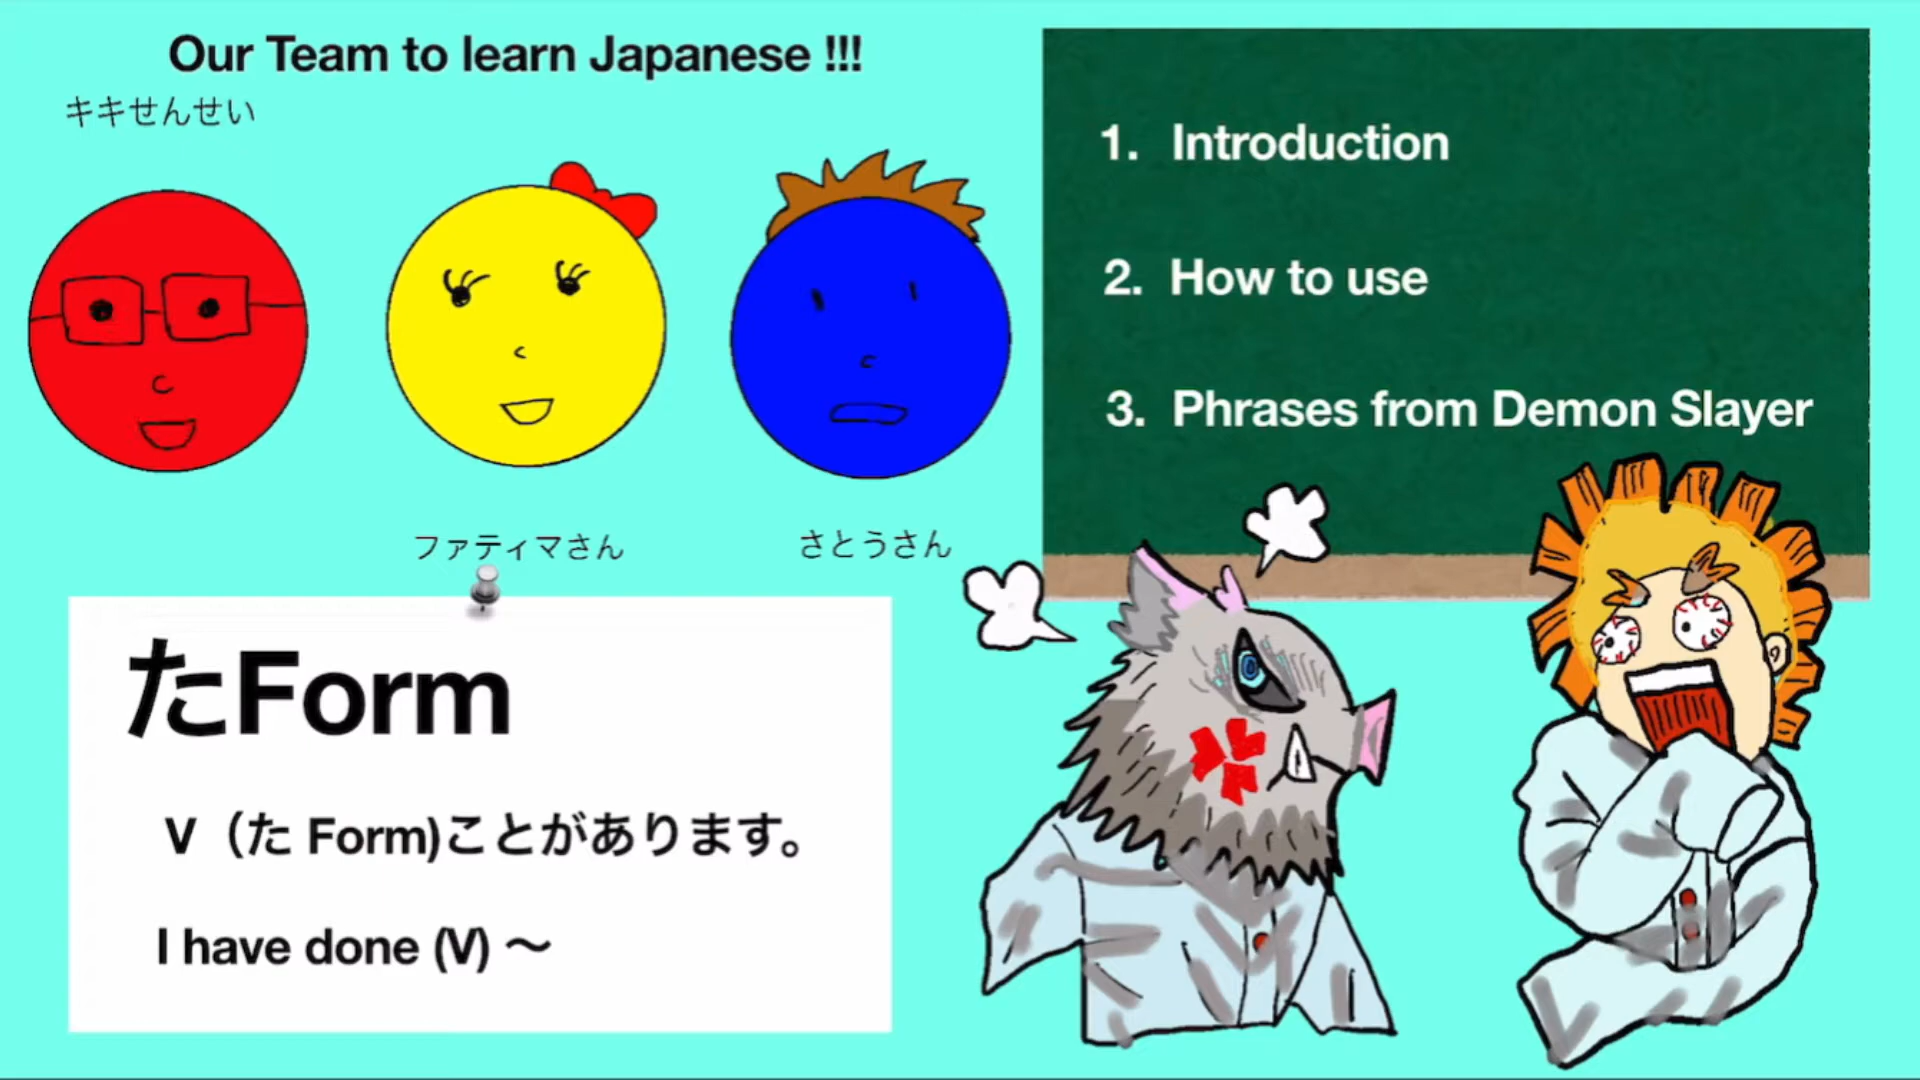 Our Team to learn Japanese !!!
キキせんせい
ファティマさん
さとうさん
1. Introduction
2. How to use
3. Phrases from Demon Slayer
たForm
V（た Form)ことがあります。
I have done (V) ～